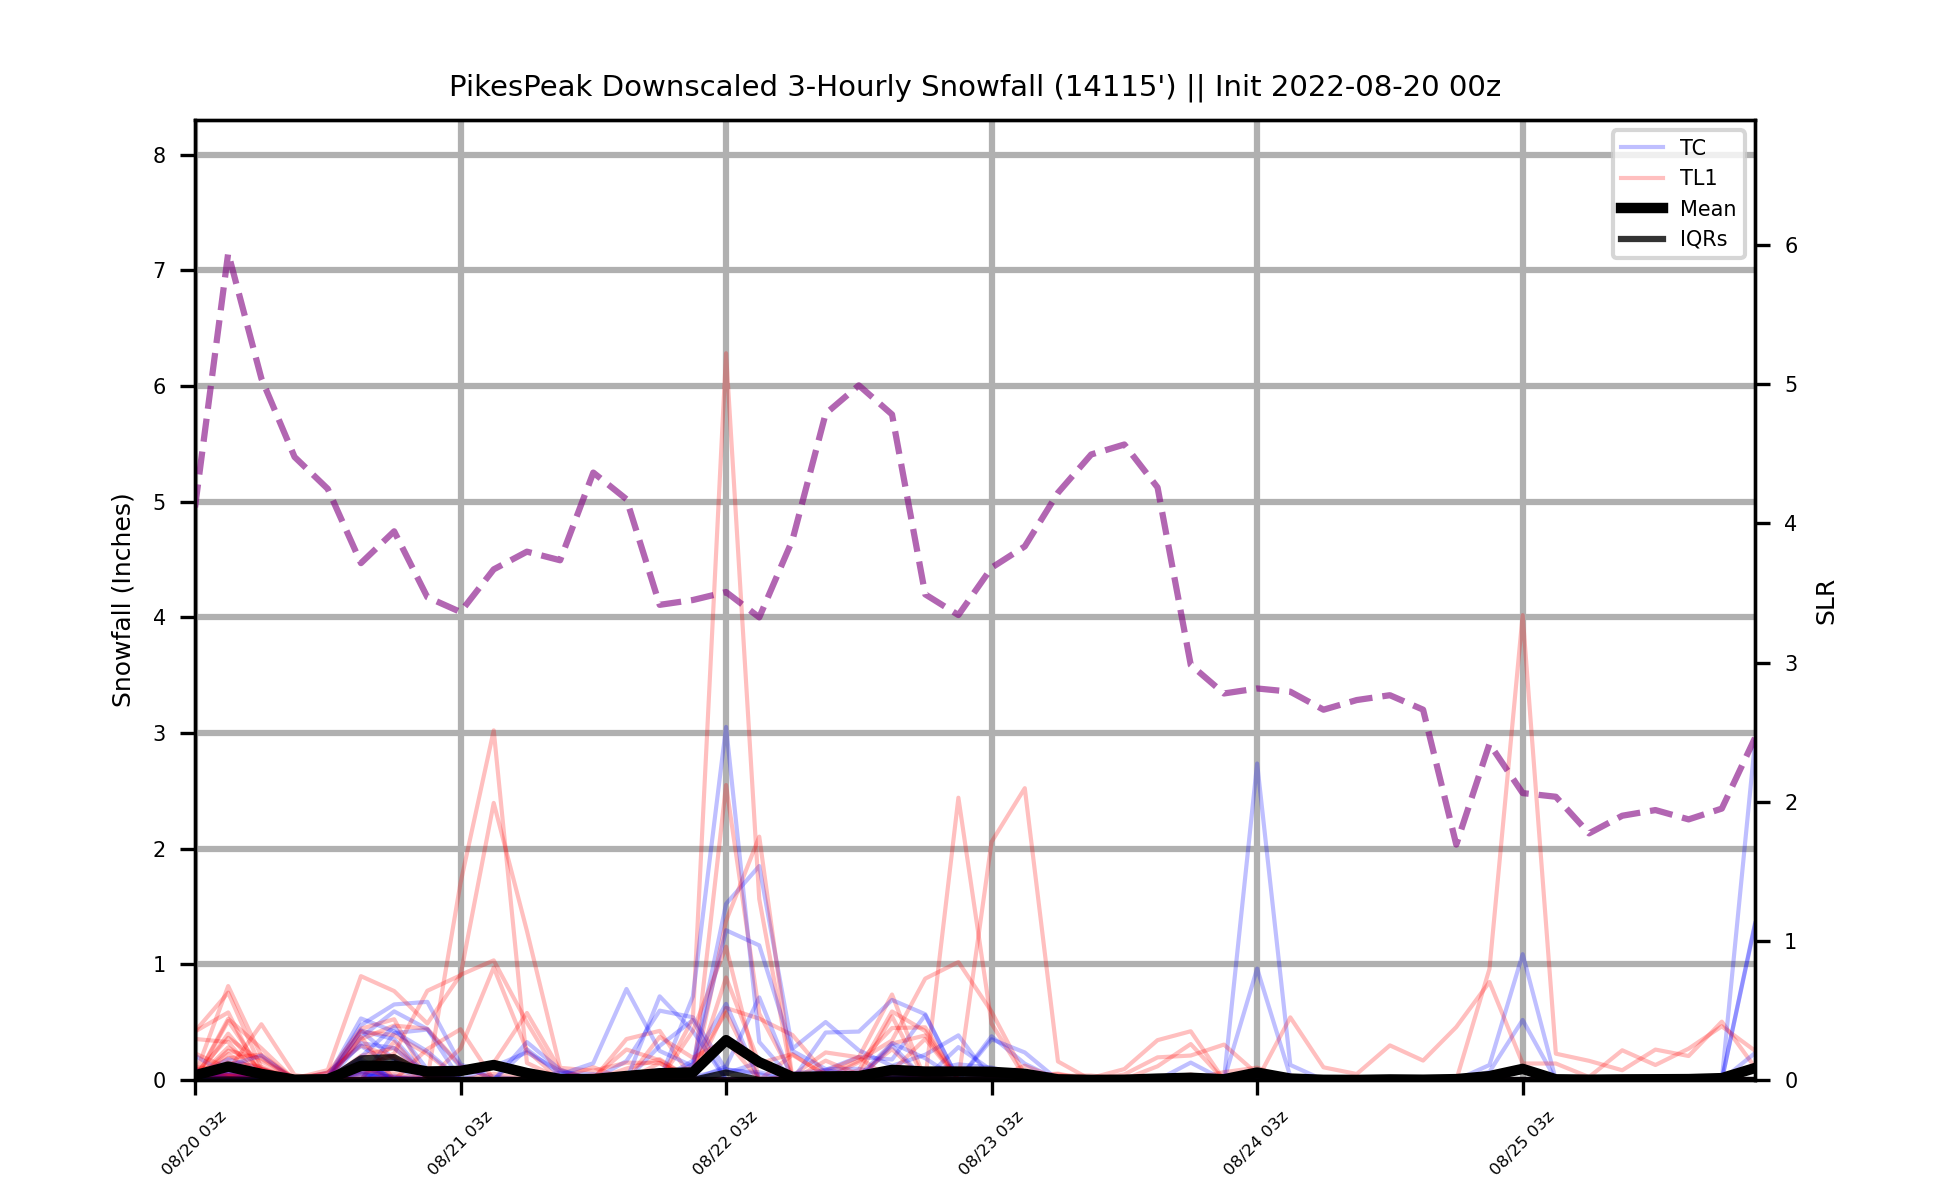 PikesPeak Downscaled 3-Hourly Snowfall (14115') || Init 2022-08-20 00z
TC
TL1
Mean
IQRs
Snowfall (Inches)
8
7
6
5
4
3
2
1
0
SLR
6
5
4
3
2
1
0
08/20 03z
08/21 03z
08/22 03z
08/23 03z
08/24 03z
08/25 03z